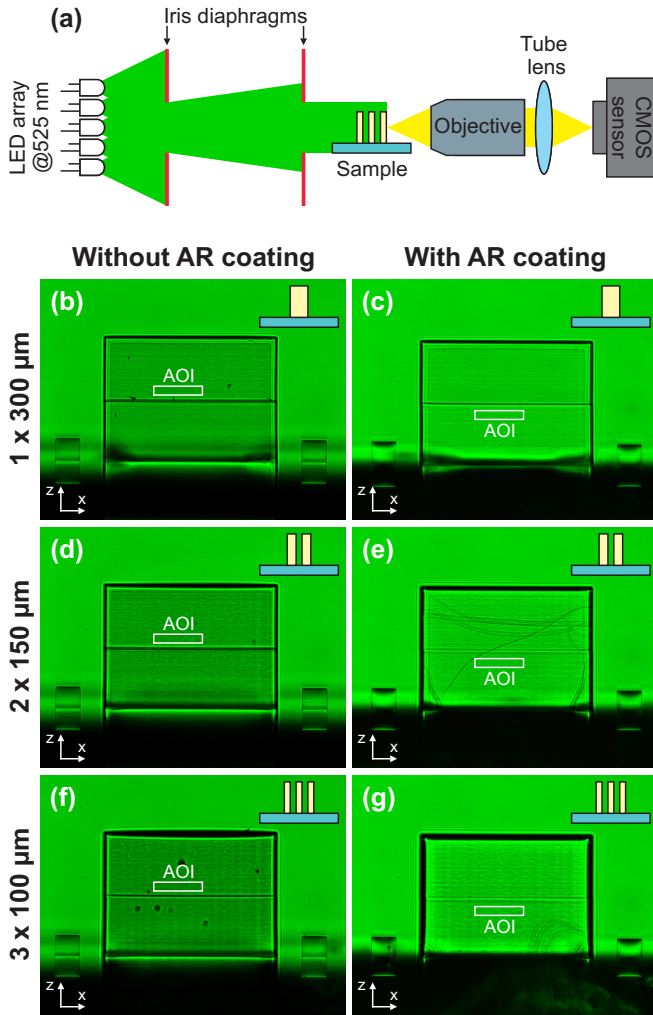 (a)
Iris diaphragms
LED array
@525 nm
Sample
Objective
Tube
lens
CMOS
sensor
Without AR coating
With AR coating
1 x 300 µm
(b)
AOI
z
x
(c)
AOI
z
x
2 x 150 µm
(d)
AOI
z
x
(e)
AOI
z
x
3 x 100 µm
(f)
AOI
z
x
(g)
AOI
z
x